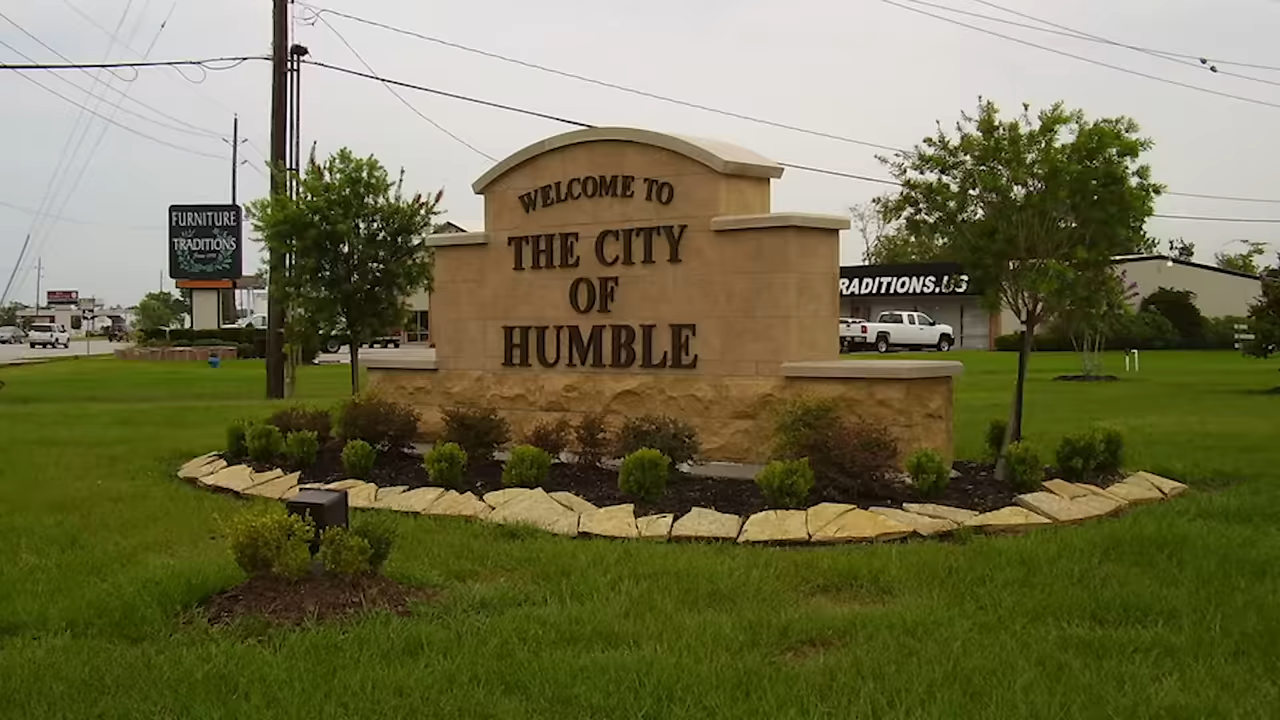 WELCOME TO
THE CITY
OF
HUMBLE
FURNITURE
TRADITIONS
RADITIONS.US